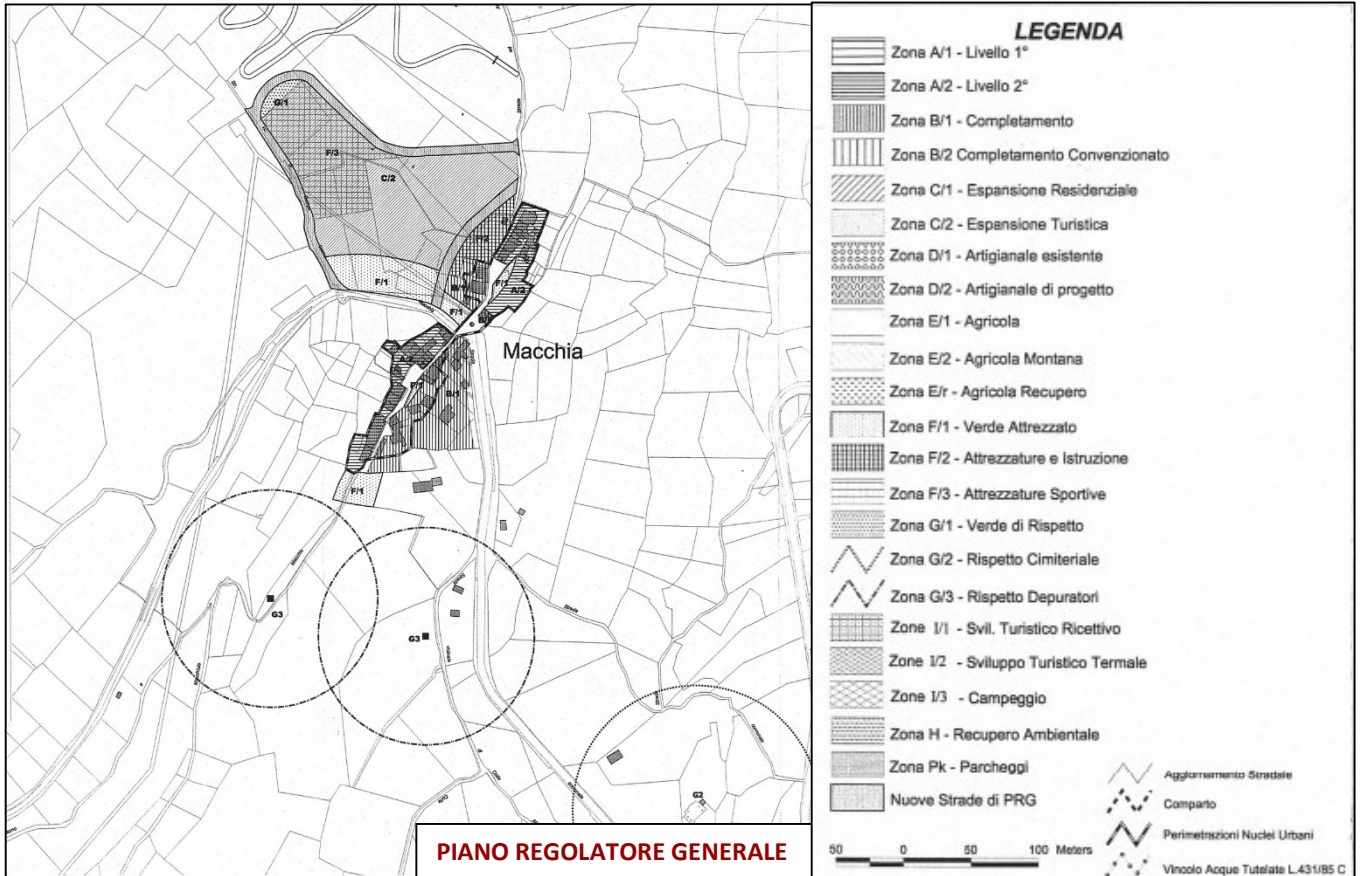 G/1
F/3
C/2
F/2
F/1
B/1
F/1
A/2
F/1
Macchia
F/1
B/1
F/1
G3
G3
G2
PIANO REGOLATORE GENERALE
LEGENDA
Zona A/1 - Livello 1°
Zona A/2 - Livello 2°
Zona B/1 - Completamento
Zona B/2 Completamento Convenzionato
Zona C/1 - Espansione Residenziale
Zona C/2 - Espansione Turistica
Zona D/1 - Artigianale esistente
Zona D/2 - Artigianale di progetto
Zona E/1 - Agricola
Zona E/2 - Agricola Montana
Zona E/r - Agricola Recupero
Zona F/1 - Verde Attrezzato
Zona F/2 - Attrezzature e Istruzione
Zona F/3 - Attrezzature Sportive
Zona G/1 - Verde di Rispetto
Zona G/2 - Rispetto Cimiteriale
Zona G/3 - Rispetto Depuratori
Zone I/1 - Svil. Turistico Ricettivo
Zone I/2 - Sviluppo Turistico Termale
Zone I/3 - Campeggio
Zona H - Recupero Ambientale
Zona Pk - Parcheggi
Nuove Strade di PRG
Aggiornamento Stradale
Comparto
Perimetrazioni Nuclei Urbani
Vincolo Acque Tutelate L.431/85 C
50 0 50 100 Meters